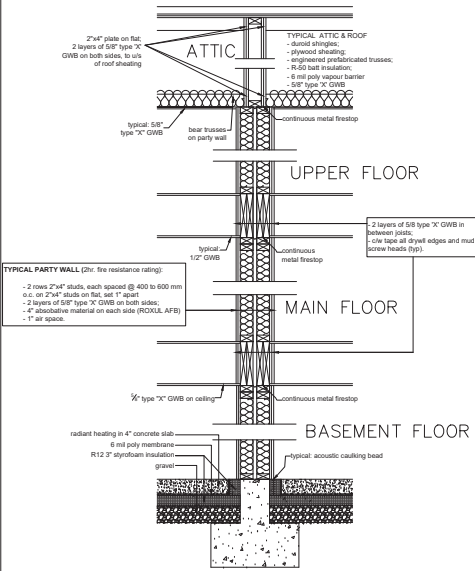 2"x4" plate on flat;
2 layers of 5/8" type 'X'
GWB on both sides, to u/s
of roof sheating
ATTIC
TYPICAL ATTIC & ROOF
- duroid shingles;
- plywood sheating;
- engineered prefabricated trusses;
- R-50 batt insulation;
- 6 mil poly vapour barrier
- 5/8" type 'X' GWB
typical: 5/8"
type "X" GWB
bear trusses
on party wall
continuous metal firestop
UPPER FLOOR
- 2 layers of 5/8 type 'X' GWB in
between joists;
- c/w tape all drywll edges and mud
screw heads (typ).
typical:
1/2" GWB
continuous
metal firestop
TYPICAL PARTY WALL (2hr. fire resistance rating):
- 2 rows 2"x4" studs, each spaced @ 400 to 600 mm
o.c. on 2"x4" studs on flat, set 1" apart
- 2 layers of 5/8" type 'X' GWB on both sides;
- 4" absobative material on each side (ROXUL AFB)
- 1" air space.
MAIN FLOOR
5/8" type "X" GWB on ceiling
continuous metal firestop
BASEMENT FLOOR
radiant heating in 4" concrete slab
6 mil poly membrane
R12 3" styrofoam insulation
gravel
typical: acoustic caulking bead